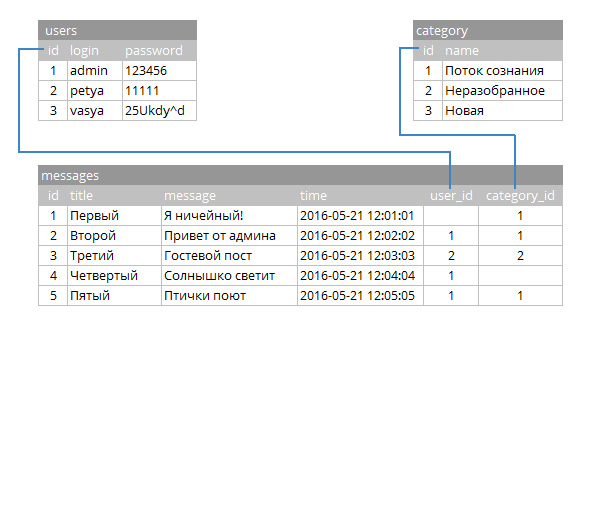 users
id login password
1 admin 123456
2 petya 11111
3 vasya 25Ukdy^d
category
id name
1 Поток сознания
2 Неразобранное
3 Новая
messages
id title message time user_id category_id
1 Первый Я ничейный! 2016-05-21 12:01:01 1
2 Второй Привет от админа 2016-05-21 12:02:02 1 1
3 Третий Гостевой пост 2016-05-21 12:03:03 2 2
4 Четвертый Солнышко светит 2016-05-21 12:04:04 1
5 Пятый Птички поют 2016-05-21 12:05:05 1 1